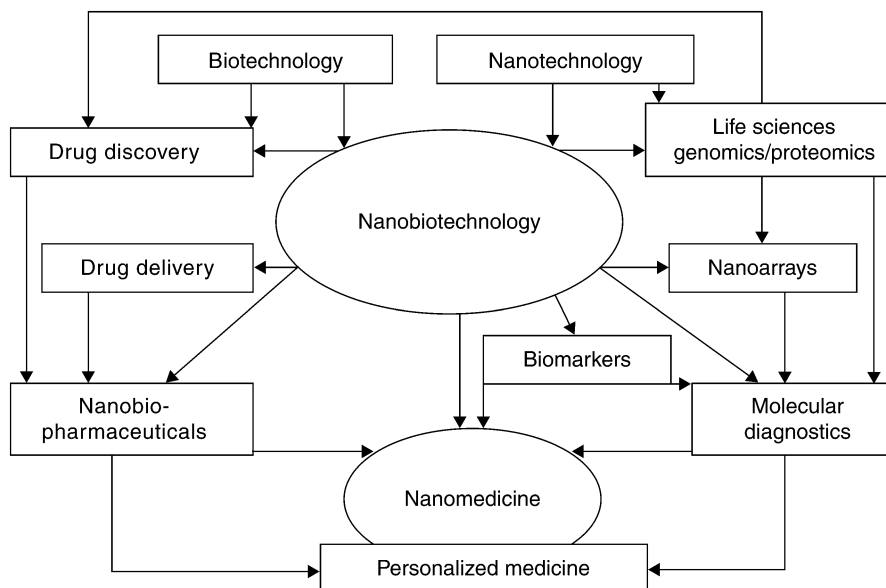 Biotechnology
Nanotechnology
Drug discovery
Life sciences
genomics/proteomics
Nanobiotechnology
Drug delivery
Nanoarrays
Biomarkers
Nanobio-
pharmaceuticals
Molecular
diagnostics
Nanomedicine
Personalized medicine